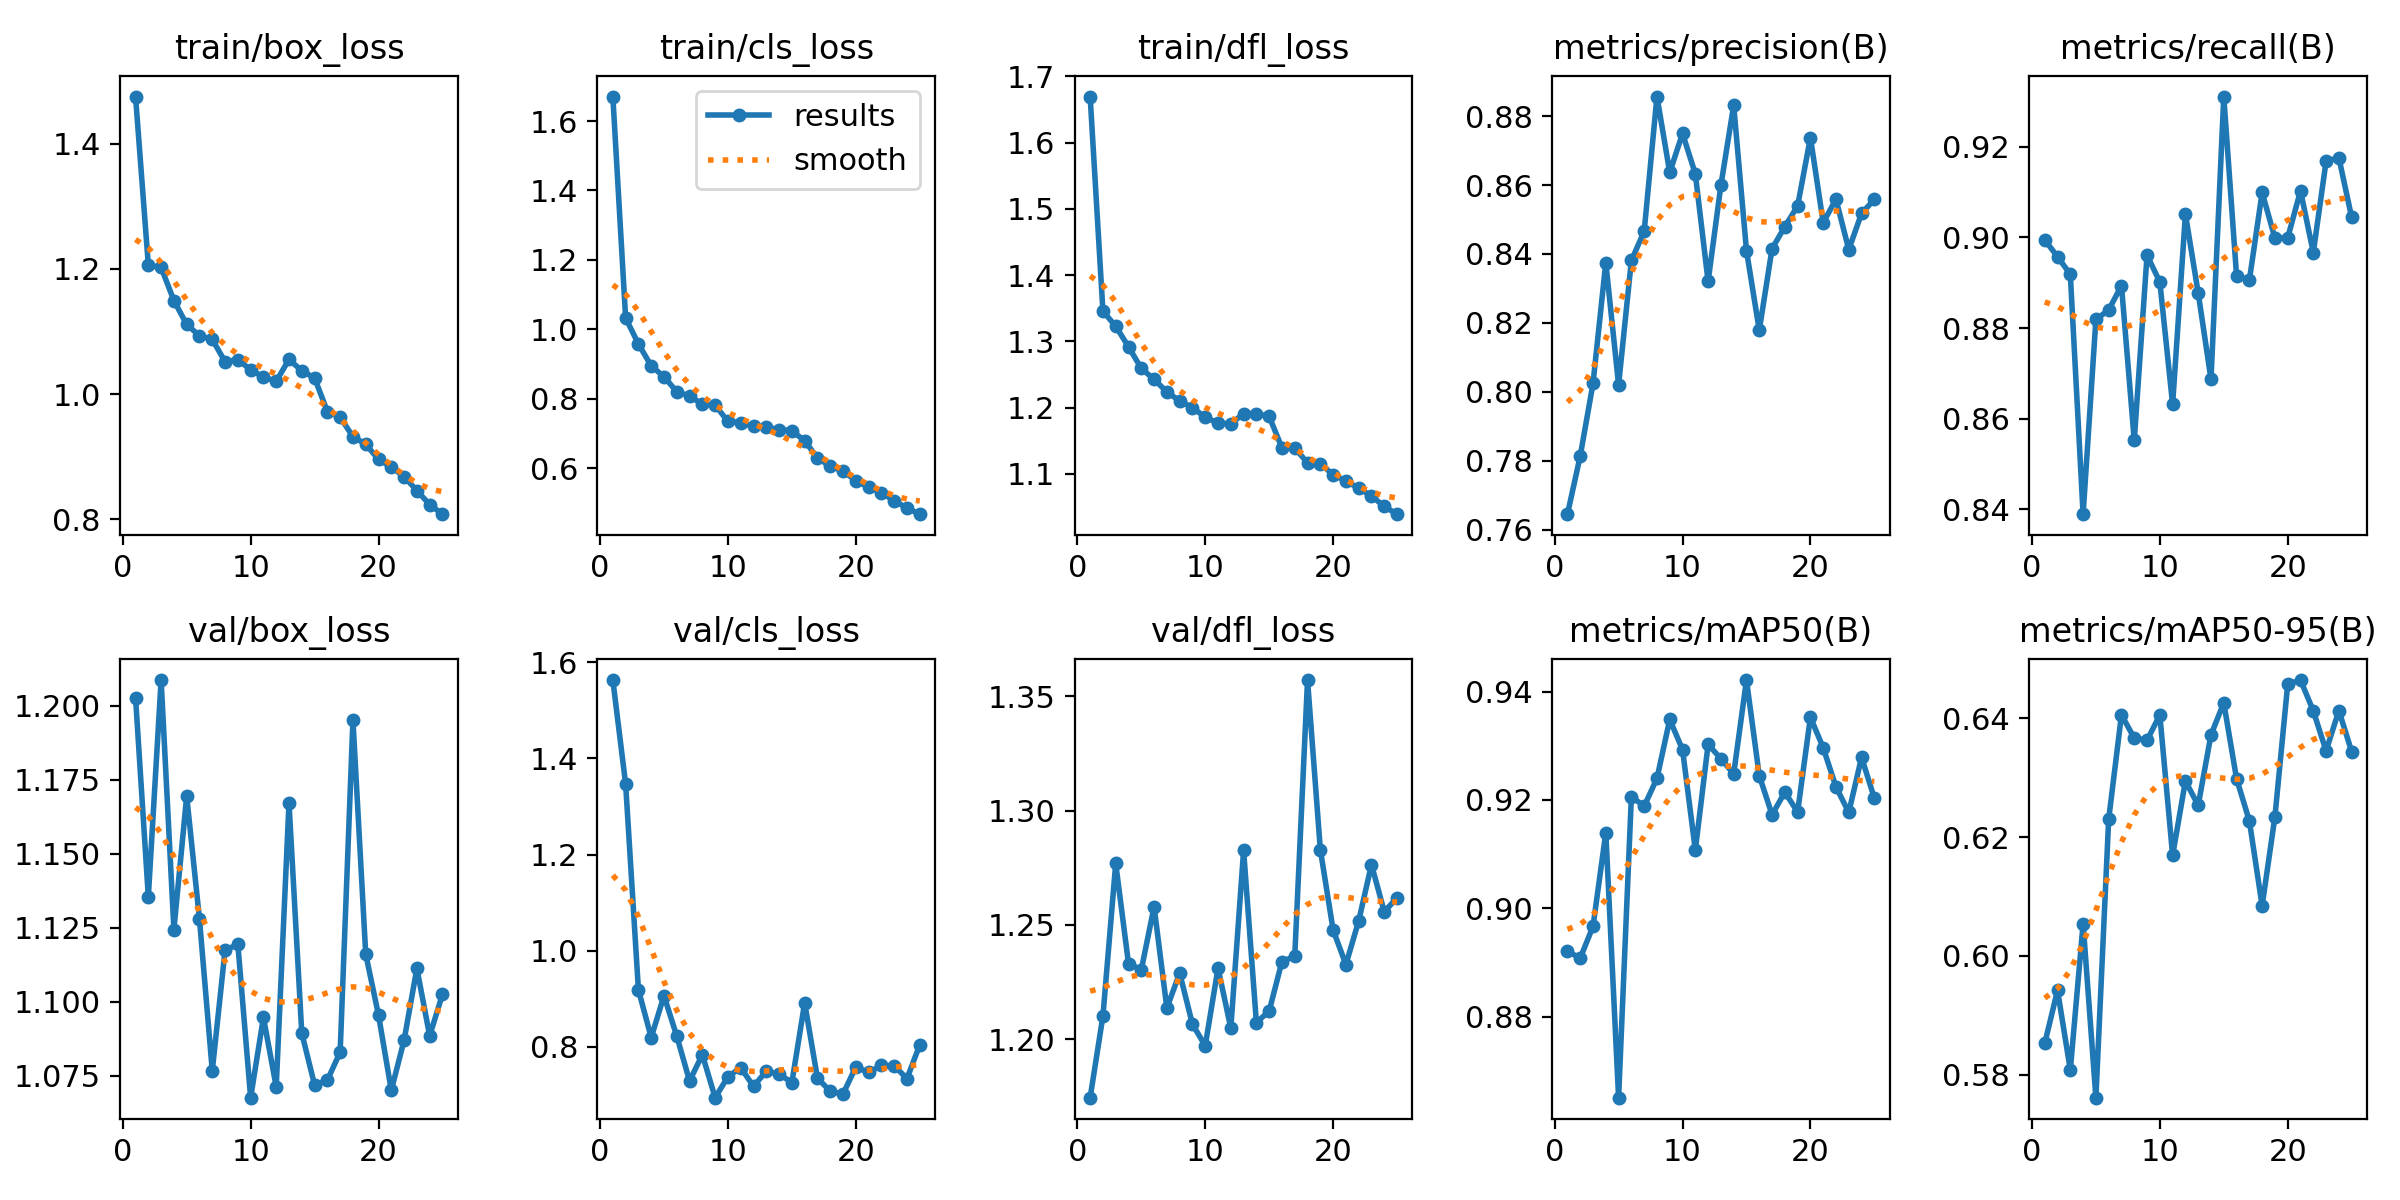 train/box_loss
1.4
1.2
1.0
0.8
0 10 20
train/cls_loss
results
smooth
1.6
1.4
1.2
1.0
0.8
0.6
0 10 20
train/dfl_loss
1.7
1.6
1.5
1.4
1.3
1.2
1.1
0 10 20
metrics/precision(B)
0.88
0.86
0.84
0.82
0.80
0.78
0.76
0 10 20
metrics/recall(B)
0.92
0.90
0.88
0.86
0.84
0 20
val/box_loss
1.200
1.175
1.150
1.125
1.100
1.075
0 10 20
val/cls_loss
1.6
1.4
1.2
1.0
0.8
0 10 20
val/dfl_loss
1.35
1.30
1.25
1.20
0 10 20
metrics/mAP50(B)
0.94
0.92
0.90
0.88
0 10 20
metrics/mAP50-95(B)
0.64
0.62
0.60
0.58
0 10 20